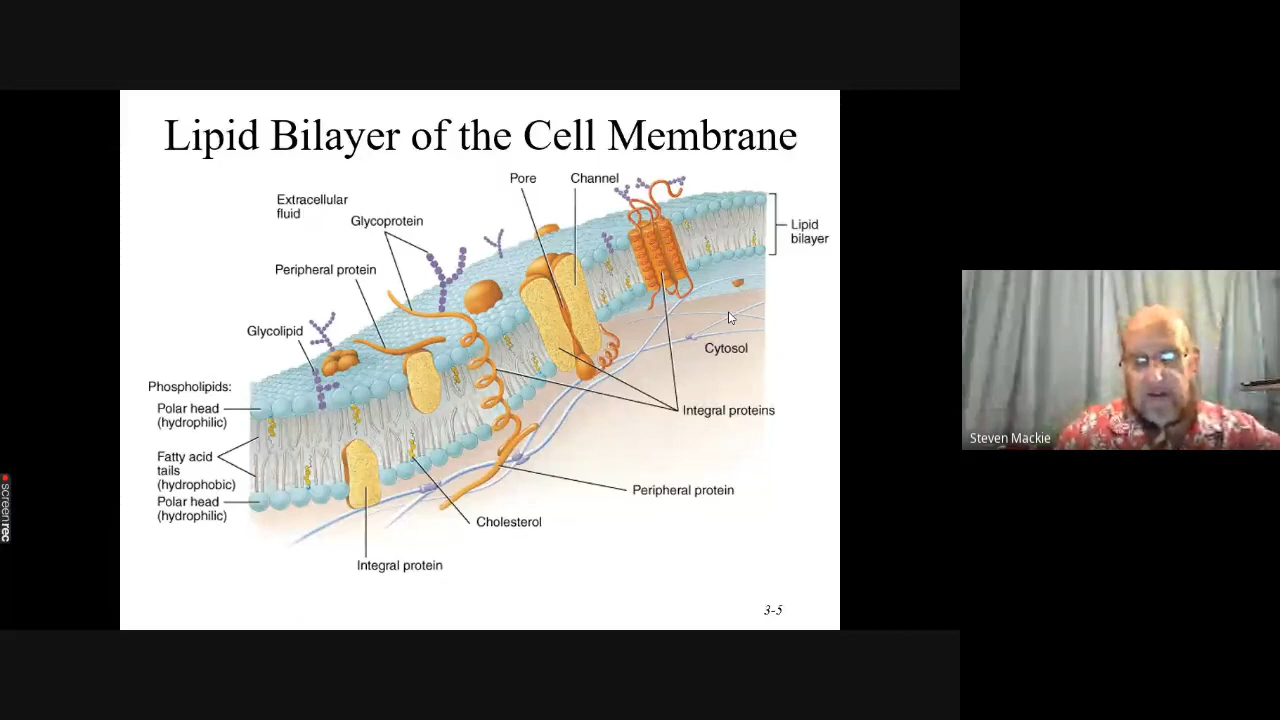 Lipid Bilayer of the Cell Membrane
Pore
Channel
Extracellular
fluid
Glycoprotein
Lipid
bilayer
Peripheral protein
Glycolipid
Cytosol
Phospholipids:
Polar head
(hydrophilic)
Integral proteins
Fatty acid
tails
(hydrophobic)
Polar head
(hydrophilic)
Peripheral protein
Cholesterol
Integral protein
3-5
Steven Mackie
screenrec